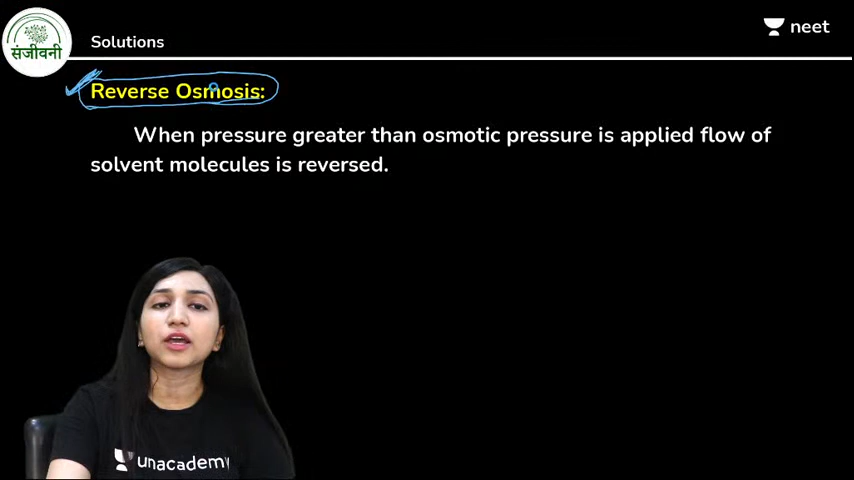 संजीवनी
Solutions
neet
Reverse Osmosis:
When pressure greater than osmotic pressure is applied flow of
solvent molecules is reversed.
unacademy